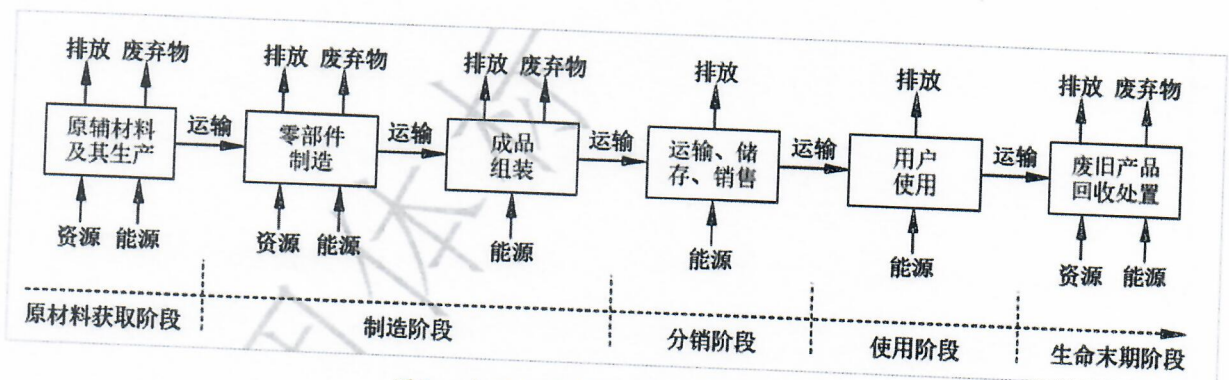 排放 废弃物
排放 废弃物
排放 废弃物
排放
排放
排放 废弃物
原辅材料
及其生产
运输
零部件
制造
运输
成品
组装
运输
运输、储
存、销售
运输
用户
使用
运输
废旧产品
回收处置
资源 能源
资源 能源
能源
能源
能源
资源 能源
原材料获取阶段
制造阶段
分销阶段
使用阶段
生命末期阶段